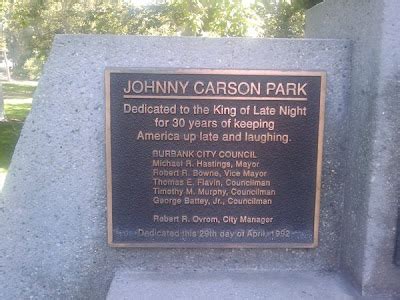 JOHNNY CARSON PARK
Dedicated to the King of Late Night
for 30 years of keeping
America up late and laughing.
BURBANK CITY COUNCIL
Michael R. Hastings, Mayor
Robert R. Bowne, Vice Mayor
Thomas E. Flavin, Councilman
Timothy M. Murphy, Councilman
George Battey, Jr., Councilman
Robert R. Ovrom, City Manager
Dedicated this 29th day of April 1992